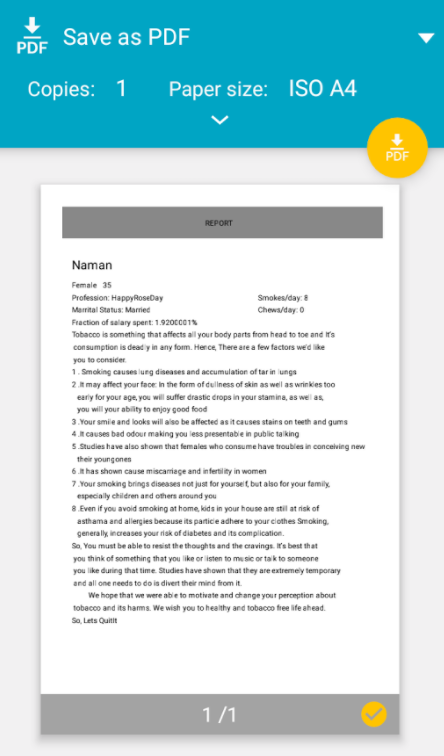 PDF Save as PDF
Copies: 1 Paper size: ISO A4
PDF
REPORT
Naman
Female 35
Profession: HappyRoseDay Smokes/day: 8
Marrital Status: Married Chews/day: 0
Fraction of salary spent: 1.9200001%
Tobacco is something that affects all your body parts from head to toe and it's
consumption is deadly in any form. Hence, There are a few factors we'd like
you to consider.
1 . Smoking causes lung diseases and accumulation of tar in lungs
2 .It may affect your face: In the form of dullness of skin as well as wrinkles too
early for your age, you will suffer drastic drops in your stamina, as well as,
you will your ability to enjoy good food
3 .Your smile and looks will also be affected as it causes stains on teeth and gums
4 .It causes bad odour making you less presentable in public talking
5 .Studies have also shown that females who consume have troubles in conceiving new
their youngones
6 .It has shown cause miscarriage and infertility in women
7 .Your smoking brings diseases not just for yourself, but also for your family,
especially children and others around you
8 .Even if you avoid smoking at home, kids in your house are still at risk of
asthama and allergies because its particle adhere to your clothes Smoking,
generally, increases your risk of diabetes and its complication.
So, You must be able to resist the thoughts and the cravings. It's best that
you think of something that you like or listen to music or talk to someone
you like during that time. Studies have shown that they are extremely temporary
and all one needs to do is divert their mind from it.
We hope that we were able to motivate and change your perception about
tobacco and its harms. We wish you to healthy and tobacco free life ahead.
So, Lets QuitIt
1 /1